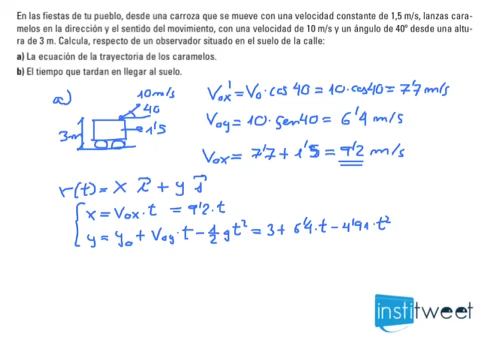 En las fiestas de tu pueblo, desde una carroza que se mueve con una velocidad constante de 1,5 m/s, lanzas cara-
melos en la dirección y el sentido del movimiento, con una velocidad de 10 m/s y un ángulo de 40° desde una altu-
ra de 3 m. Calcula, respecto de un observador situado en el suelo de la calle:
a) La ecuación de la trayectoria de los caramelos.
b) El tiempo que tardan en llegar al suelo.
a)
10m/s
40
3m
1'5
Vox' = Vo · cos 40 = 10 · cos40 = 7'7 m/s
Voy = 10 · sen40 = 6'4 m/s
Vox = 7'7 + 1'5 = 9'2 m/s
r(t) = x i + y j
x = Vox · t = 9'2 · t
y = yo + Voy · t - 1/2 gt² = 3 + 6'4 · t - 4'91 · t²
institweet